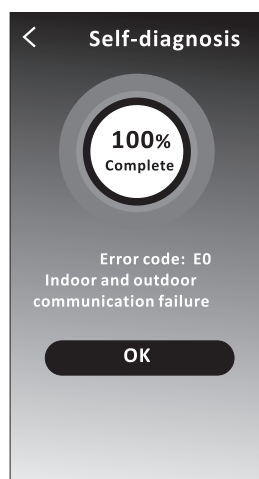 Self-diagnosis
100%
Complete
Error code: E0
Indoor and outdoor
communication failure
OK